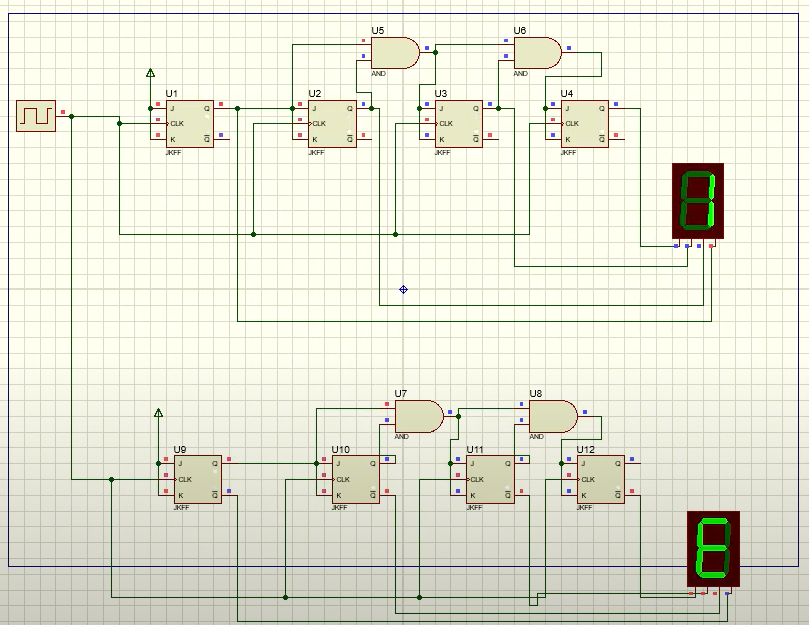 U5
U6
AND
AND
U1
U2
U3
U4
J
Q
J
Q
J
Q
J
Q
CLK
CLK
CLK
CLK
K
Q
K
Q
K
Q
K
Q
JKFF
JKFF
JKFF
JKFF
1
U7
U8
AND
AND
U9
U10
U11
U12
J
Q
J
Q
J
Q
J
Q
CLK
CLK
CLK
CLK
K
Q
K
Q
K
Q
K
Q
JKFF
JKFF
JKFF
JKFF
E